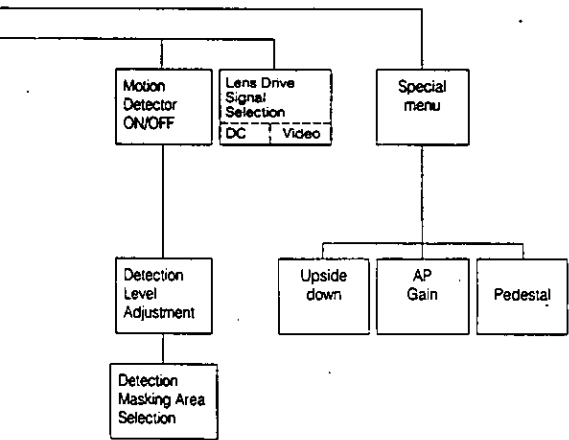 Motion
Detector
ON/OFF
Lens Drive
Signal
Selection
DC
Video
Special
menu
Detection
Level
Adjustment
Upside
down
AP
Gain
Pedestal
Detection
Masking Area
Selection